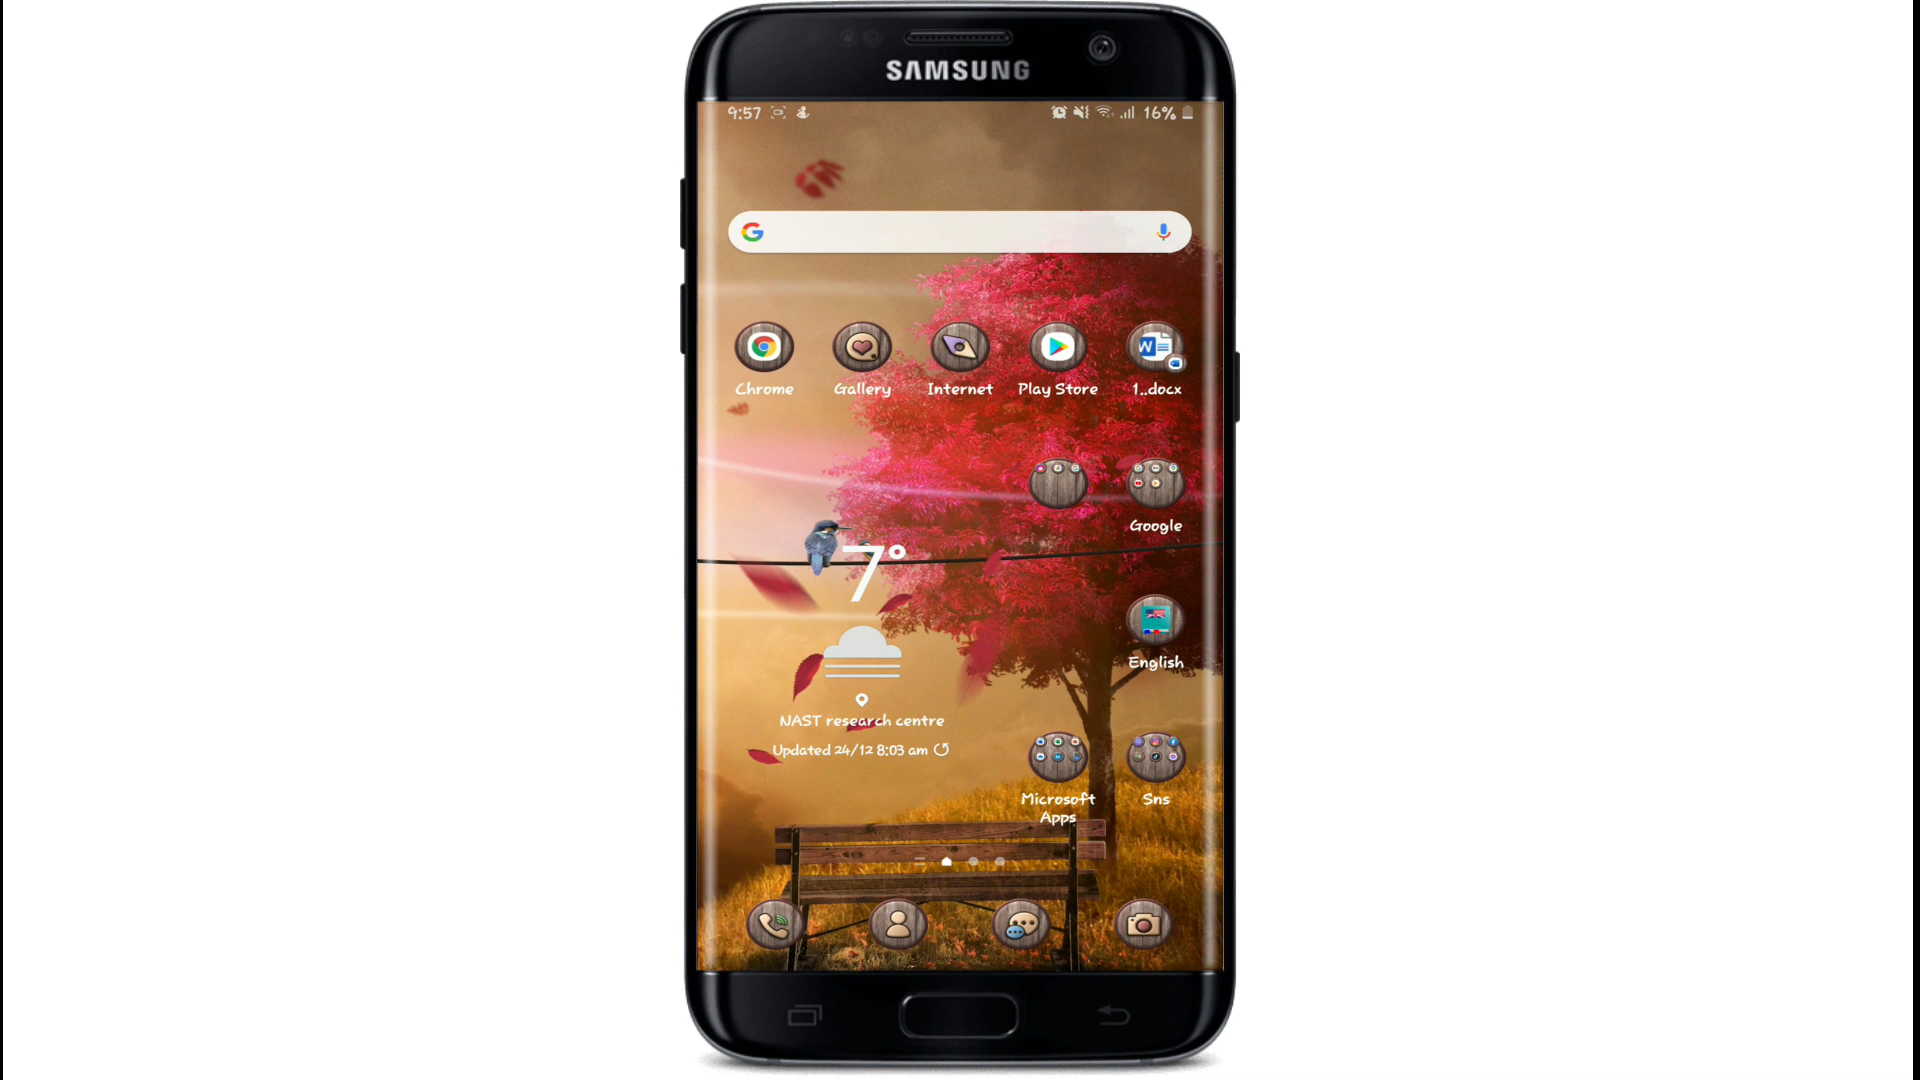 SAMSUNG
9:57
16%
Chrome
Gallery
Internet
Play Store
1..docx
Google
7°
English
NAST research centre
Updated 24/12 8:03 am
Microsoft
Apps
Sns